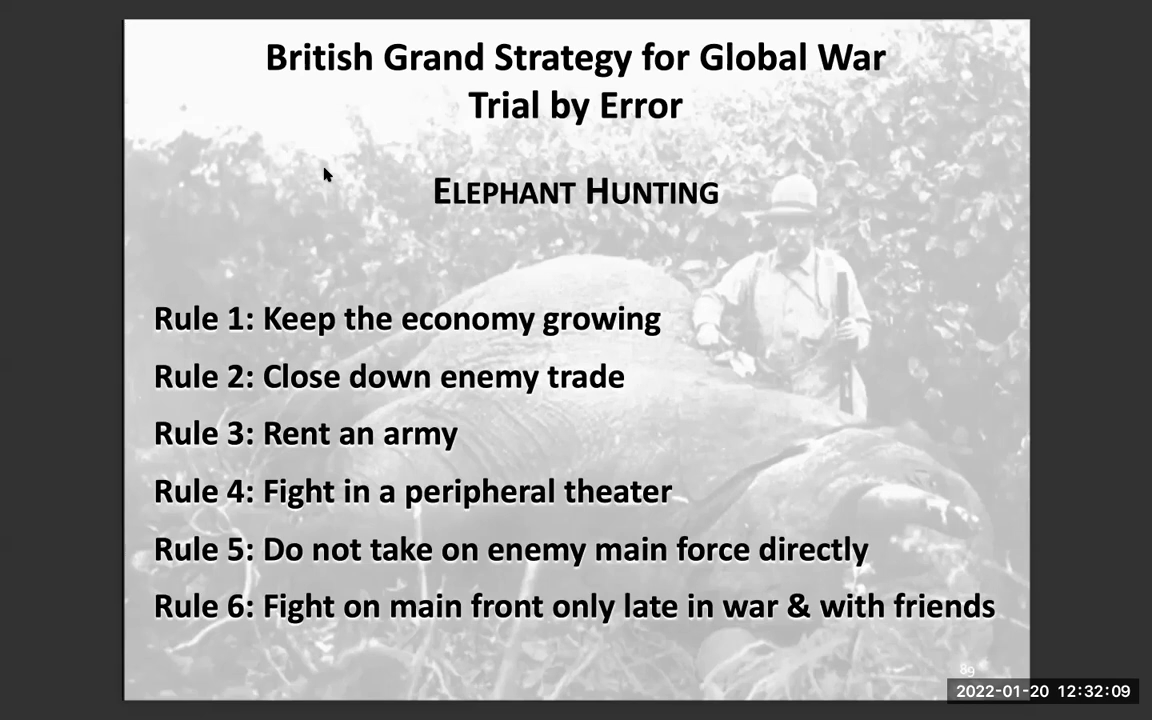 British Grand Strategy for Global War
Trial by Error
ELEPHANT HUNTING
Rule 1: Keep the economy growing
Rule 2: Close down enemy trade
Rule 3: Rent an army
Rule 4: Fight in a peripheral theater
Rule 5: Do not take on enemy main force directly
Rule 6: Fight on main front only late in war & with friends
89
2022-01-20 12:32:09